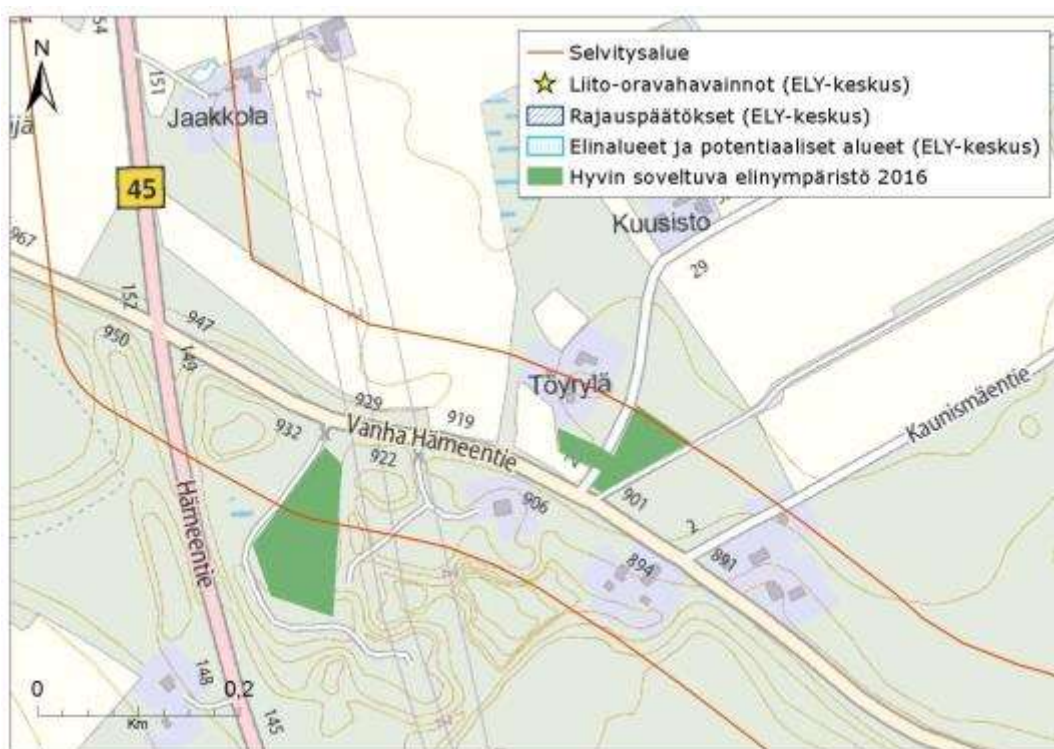 154
N
151
Selvitysalue
Liito-oravahavainnot (ELY-keskus)
Rajauspäätökset (ELY-keskus)
Elinalueet ja potentiaaliset alueet (ELY-keskus)
Hyvin soveltuva elinympäristö 2016
Jaakkola
45
Kuusisto
29
967
152
947
950
149
Töyrylä
929
919
932
Vanha Hämeentie
922
Kaunismäentie
Hämeentie
906
901
2
894
891
148
145
0
0,2
Km